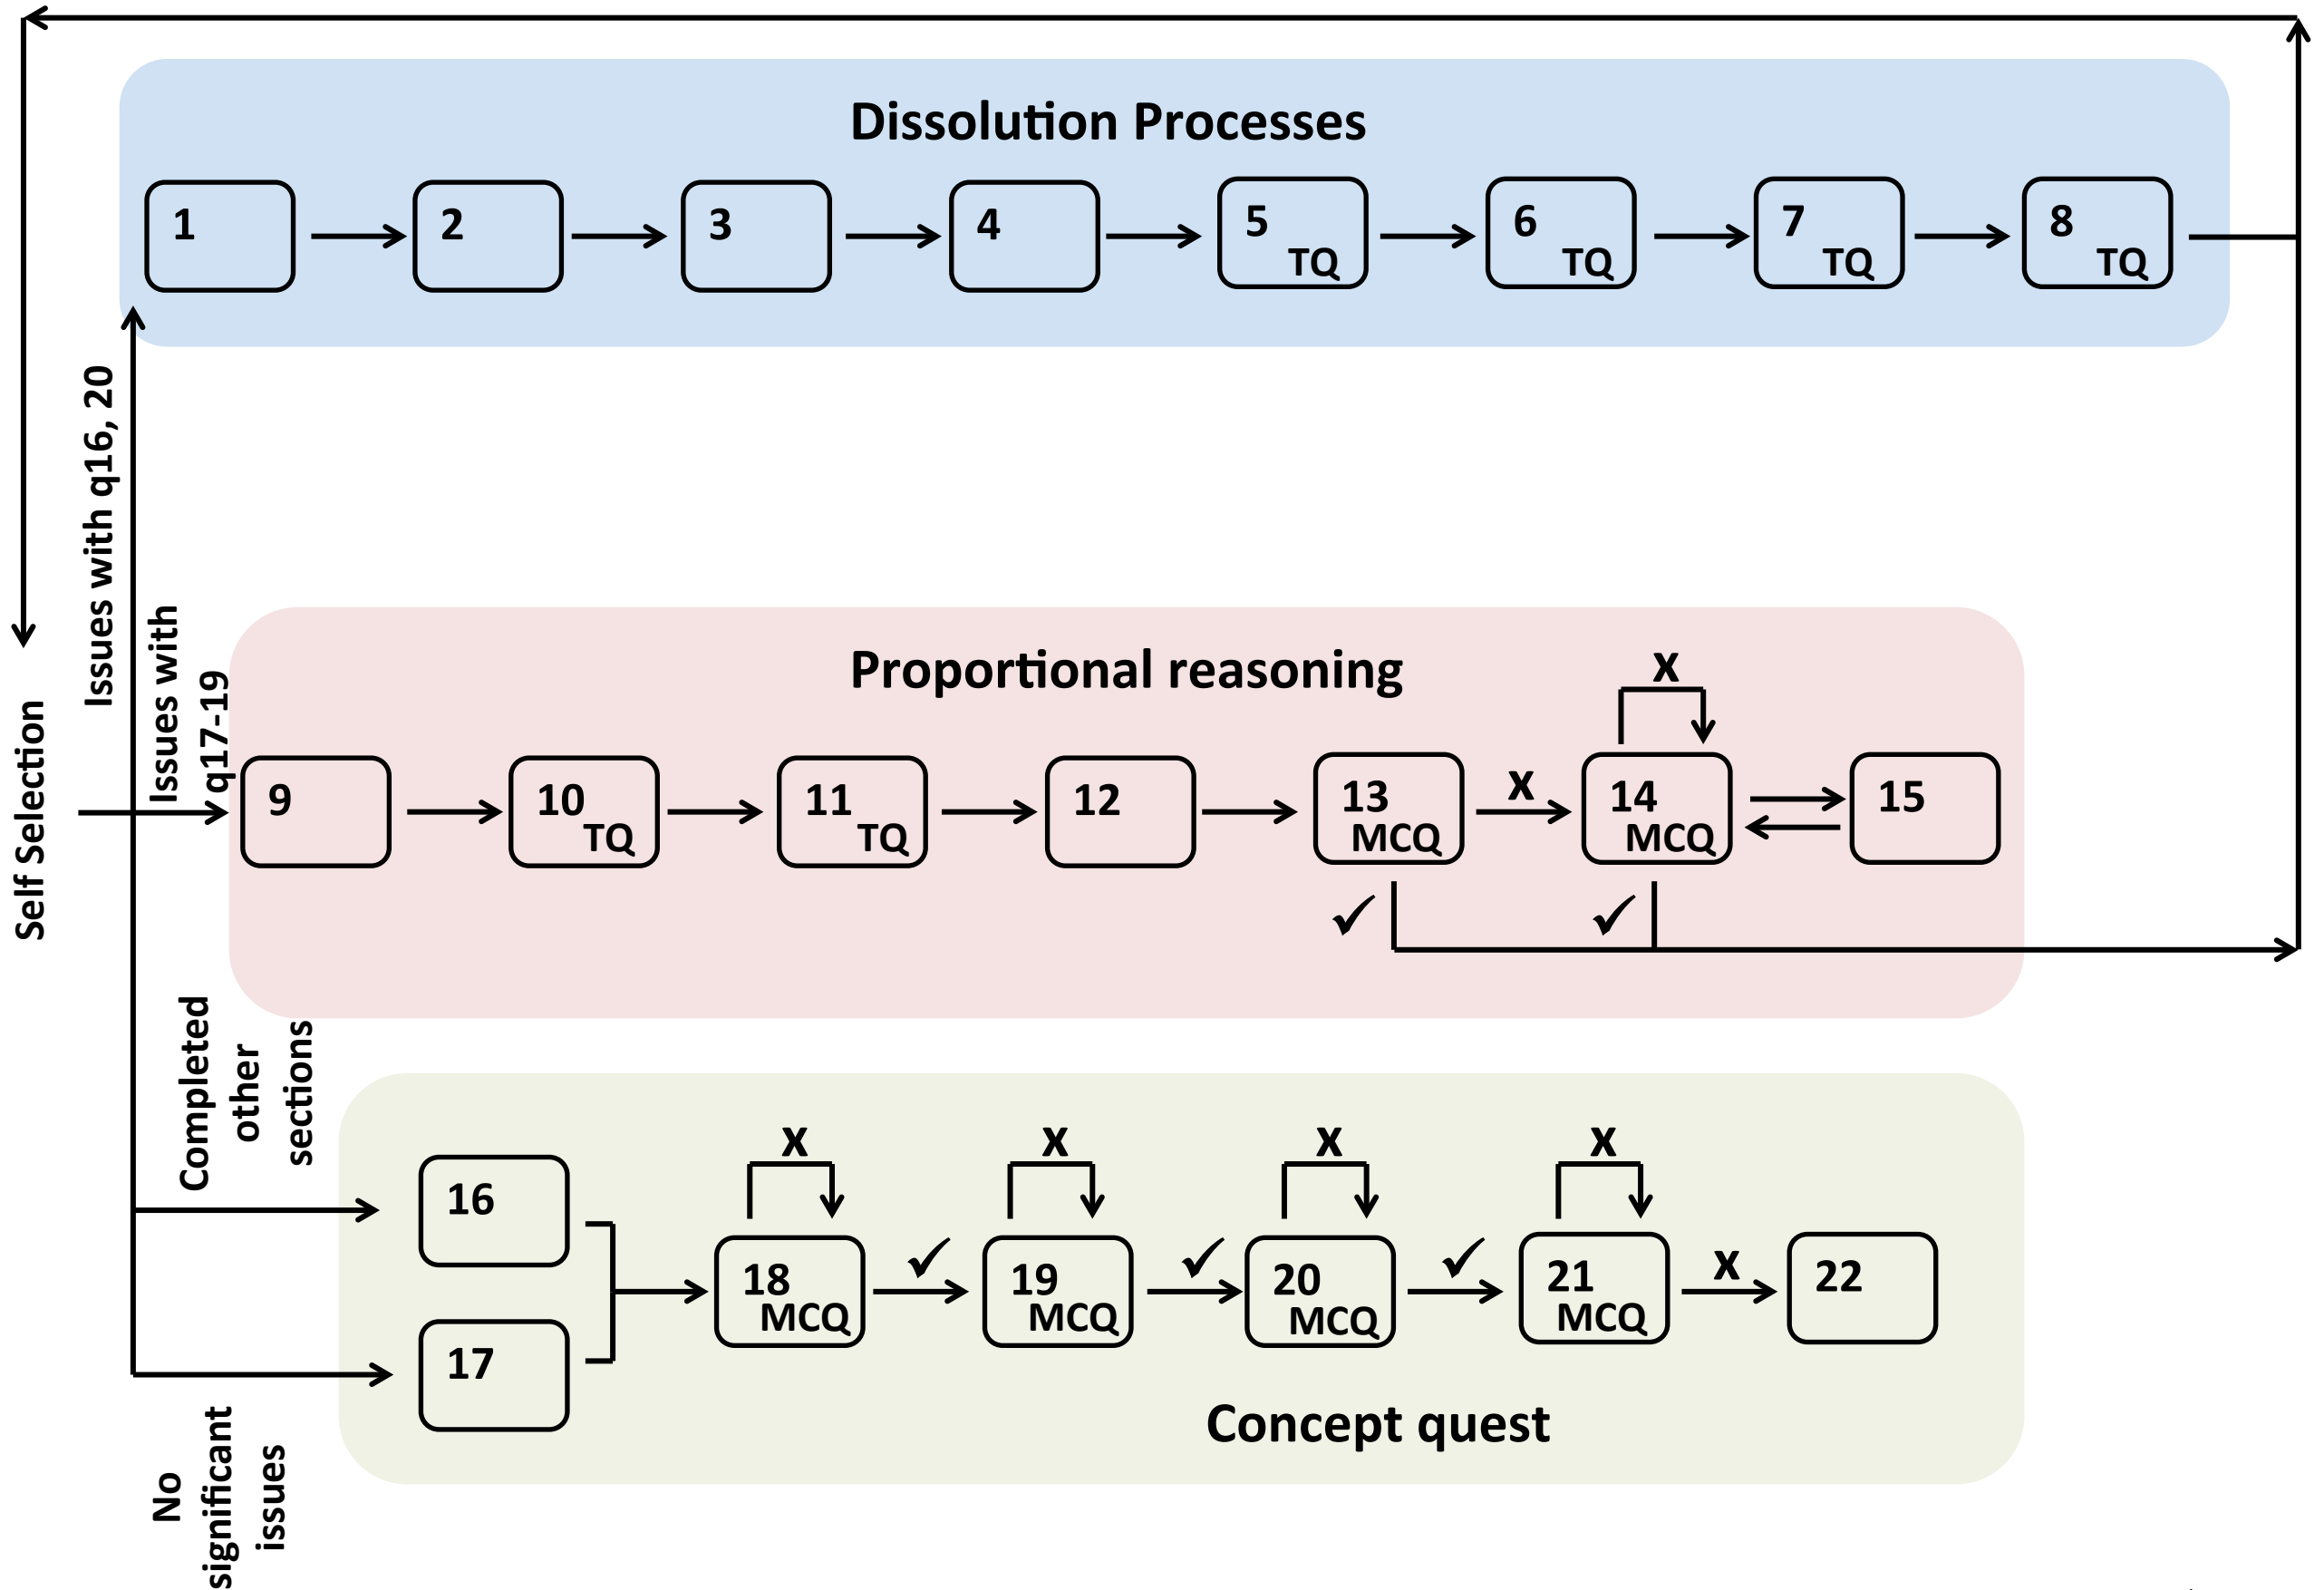 Dissolution Processes
1
2
3
4
5
TQ
6
TQ
7
TQ
8
TQ
Issues with q16, 20
Issues with
q17-19
Self Selection
Proportional reasoning
x
9
10
TQ
11
TQ
12
13
MCQ
x
14
MCQ
15
✓
✓
Completed
other
sections
16
17
x
x
x
x
18
MCQ
✓
19
MCQ
✓
20
MCQ
✓
21
MCQ
x
22
Concept quest
No
significant
issues